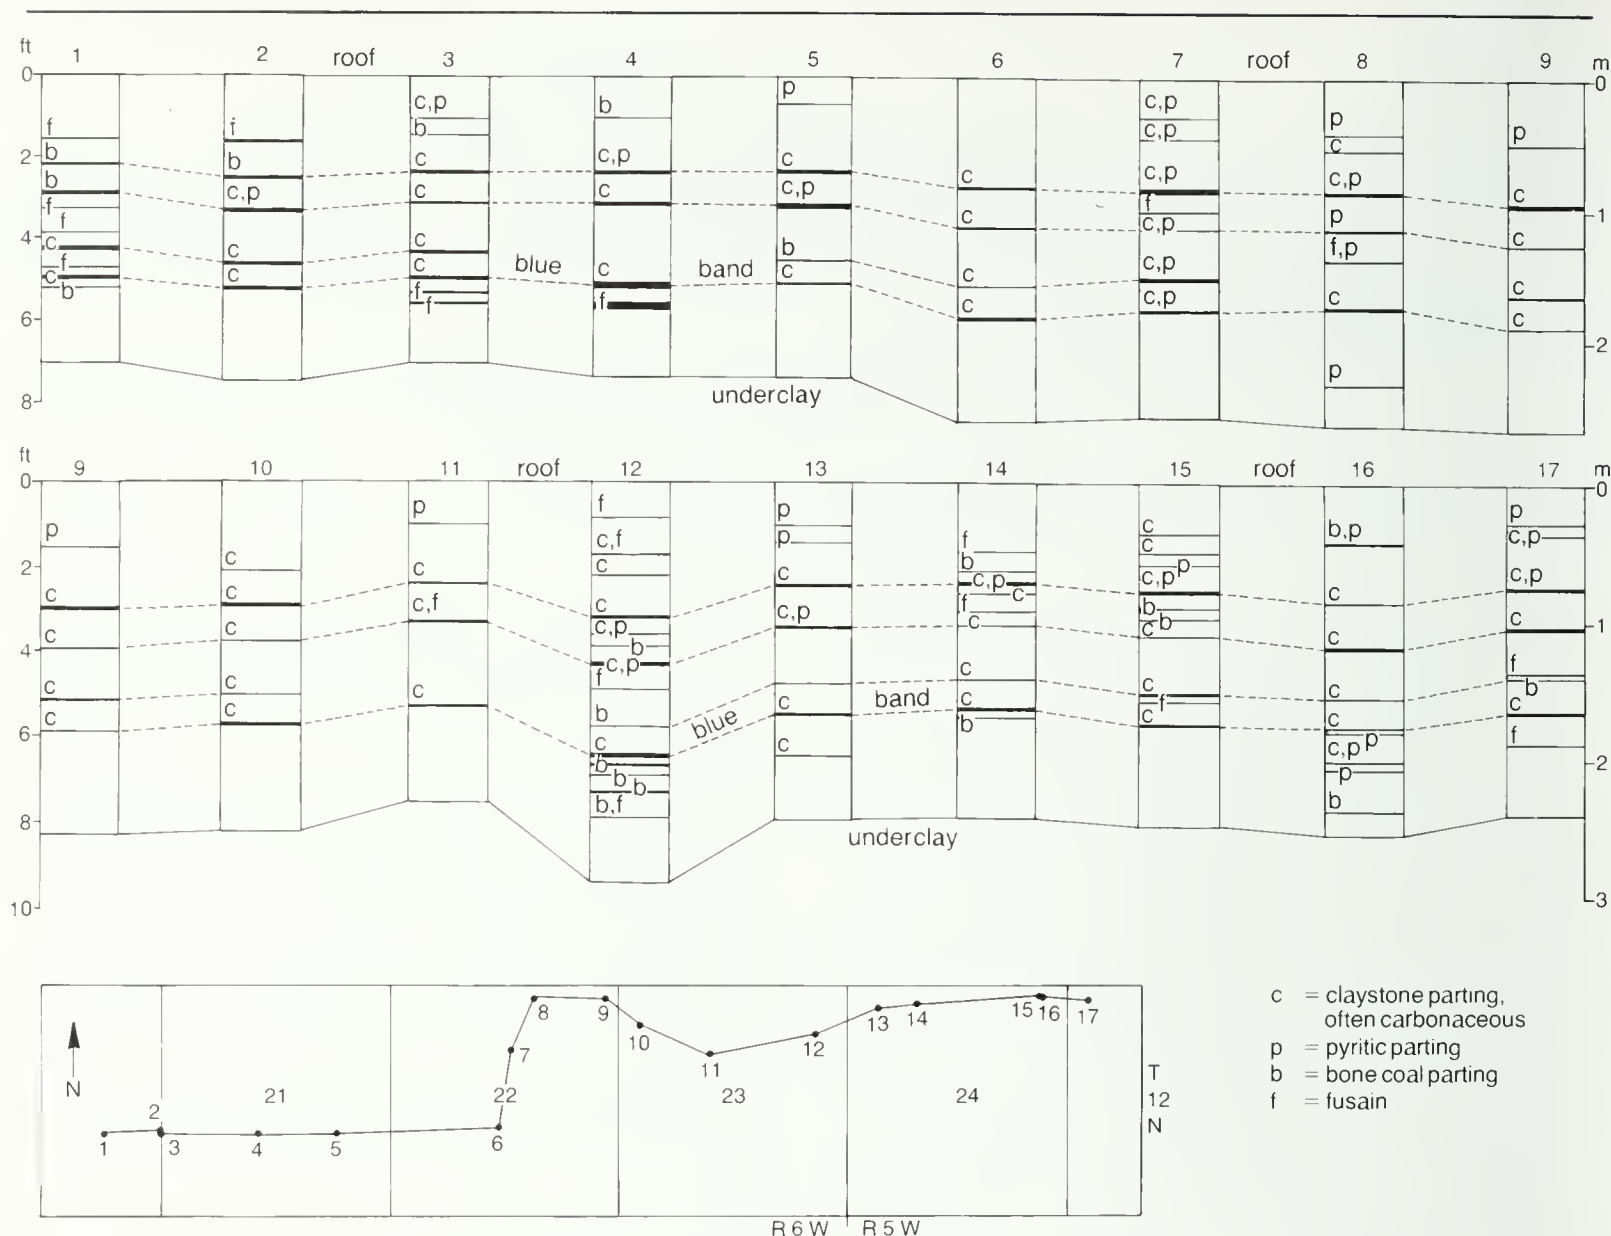 ft 1 2 roof 3 4 5 6 7 roof 8 9 m
0 0
2
4
6
8
1
2
f
b
b
f
f
c
f
c
b
f
b
c,p
c
c
c,p
b
c
c
c
c
f
f
b
c,p
c
c
f
p
c
c,p
b
c
c
c
c
c
c,p
c,p
c,p
f
c,p
c,p
c,p
p
c
c,p
p
f,p
c
p
p
c
c
c
c
blue band
underclay
ft 9 10 11 roof 12 13 14 15 roof 16 17 m
0 0
2
4
6
8
10
1
2
3
p
c
c
c
c
c
c
c
c
c
p
c
c,f
c
f
c,f
c
c
c,p
b
c,p
f
b
c
b
b
b
b,f
p
p
c
c,p
c
c
f
b
c,p
c
f
c
c
c
b
c
c
p
c,p
b
b
c
c
f
c
b,p
c
c
c
c
p
c,p
p
b
p
c,p
c,p
c
f
b
c
f
blue band
underclay
N
1 2 3 4 5 6 7 8 9 10 11 12 13 14 15 16 17
21 22 23 24
T
12
N
R 6 W R 5 W
c = claystone parting,
often carbonaceous
p = pyritic parting
b = bone coal parting
f = fusain